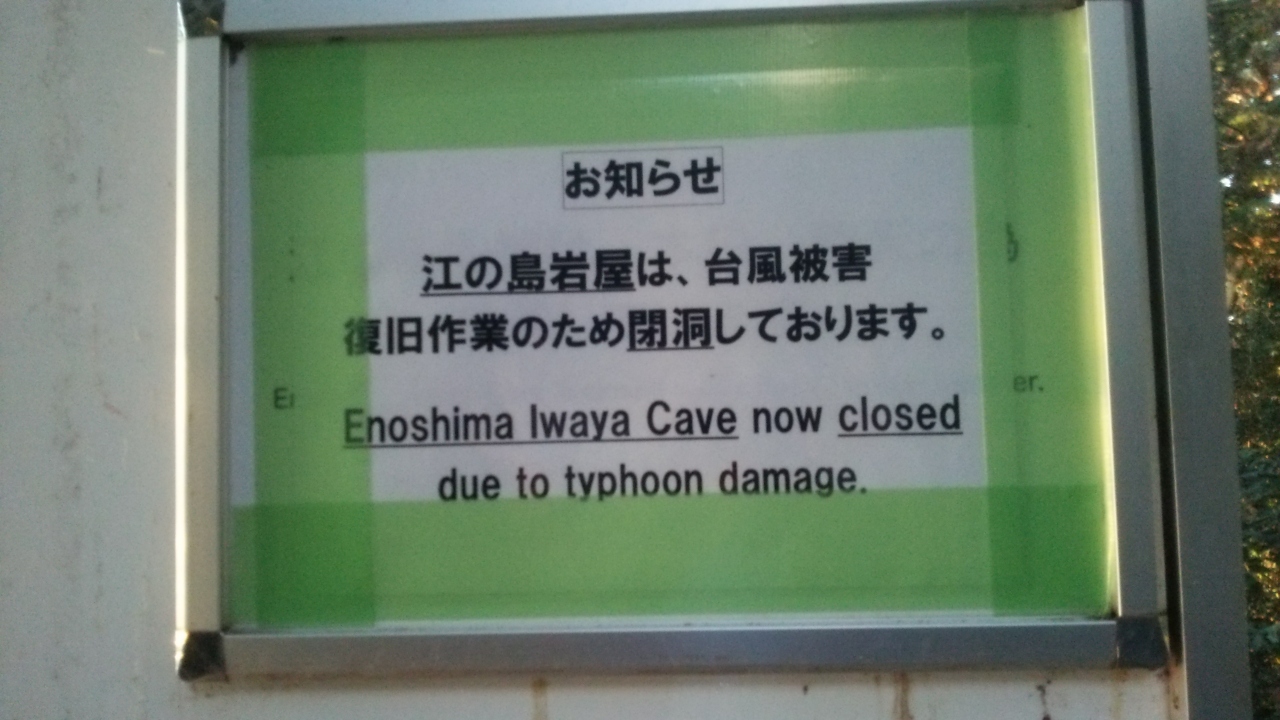 お知らせ
江の島岩屋は、台風被害
復旧作業のため閉洞しております。
Enoshima Iwaya Cave now closed
due to typhoon damage.
er.